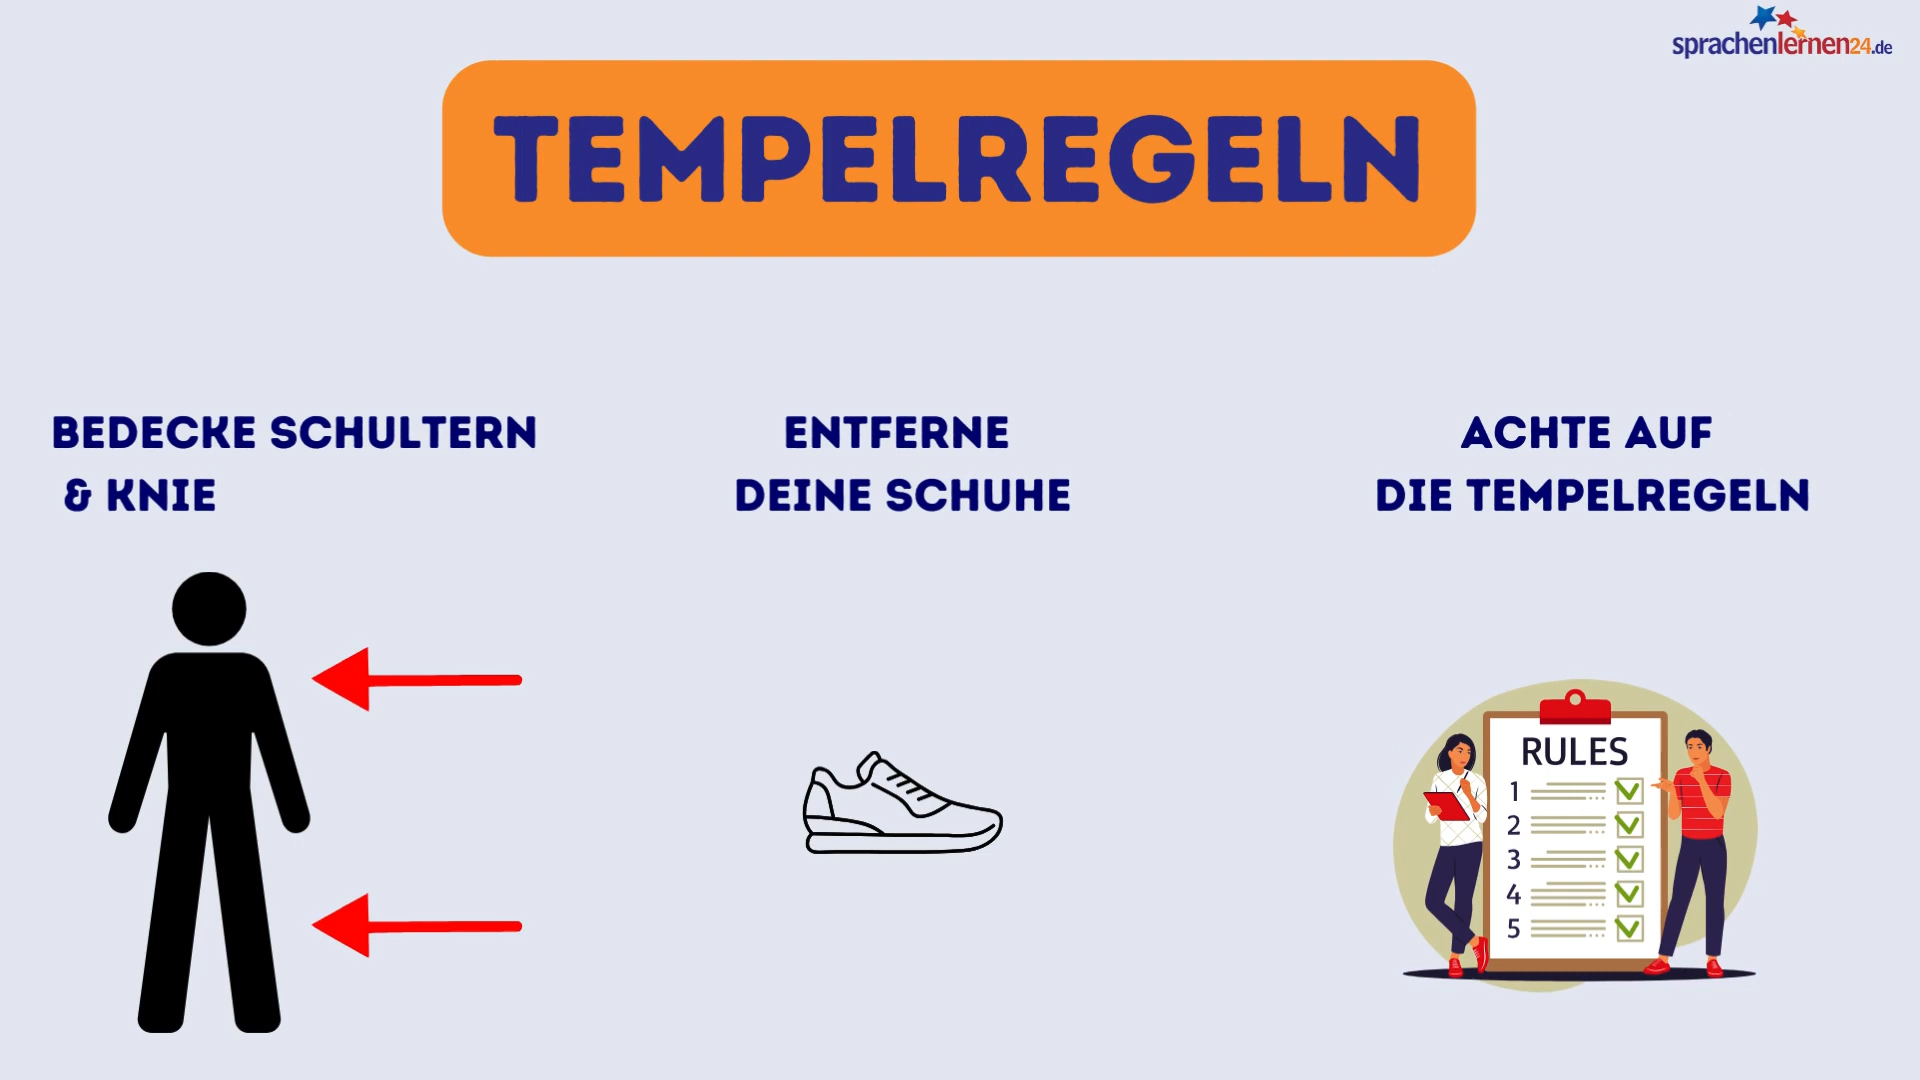 sprachenlernen24.de
TEMPELREGELN
BEDECKE SCHULTERN
& KNIE
ENTFERNE
DEINE SCHUHE
ACHTE AUF
DIE TEMPELREGELN
RULES
1
2
3
4
5